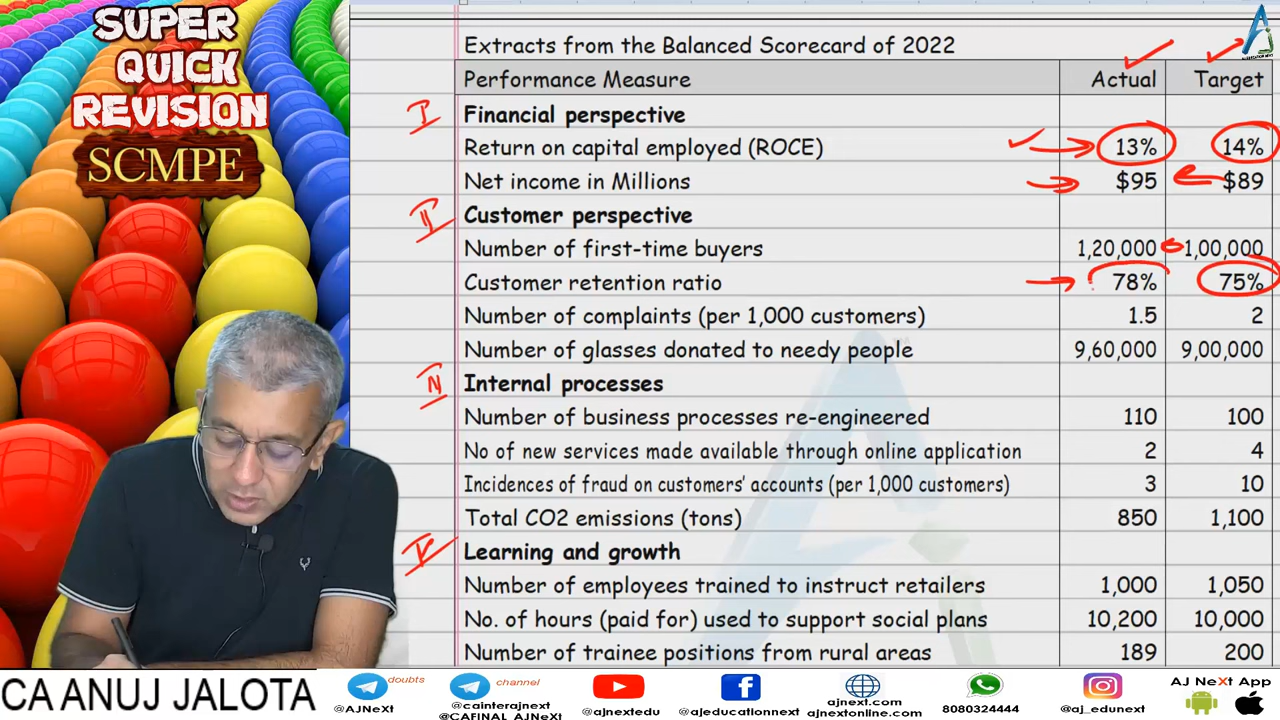 SUPER
QUICK
REVISION
SCMPE
Extracts from the Balanced Scorecard of 2022
Performance Measure Actual Target
I Financial perspective
Return on capital employed (ROCE) 13% 14%
Net income in Millions $95 $89
II Customer perspective
Number of first-time buyers 1,20,000 1,00,000
Customer retention ratio 78% 75%
Number of complaints (per 1,000 customers) 1.5 2
Number of glasses donated to needy people 9,60,000 9,00,000
Internal processes
Number of business processes re-engineered 110 100
No of new services made available through online application 2 4
Incidences of fraud on customers' accounts (per 1,000 customers) 3 10
Total CO2 emissions (tons) 850 1,100
Learning and growth
Number of employees trained to instruct retailers 1,000 1,050
No. of hours (paid for) used to support social plans 10,200 10,000
Number of trainee positions from rural areas 189 200
CA ANUJ JALOTA
doubts
@AJNeXt
channel
@cainterajnext
@CAFINAL_AJNeXt
@ajnextedu
@ajeducationnext
ajnext.com
ajnextonline.com
8080324444
@aj_edunext
AJ NeXt App